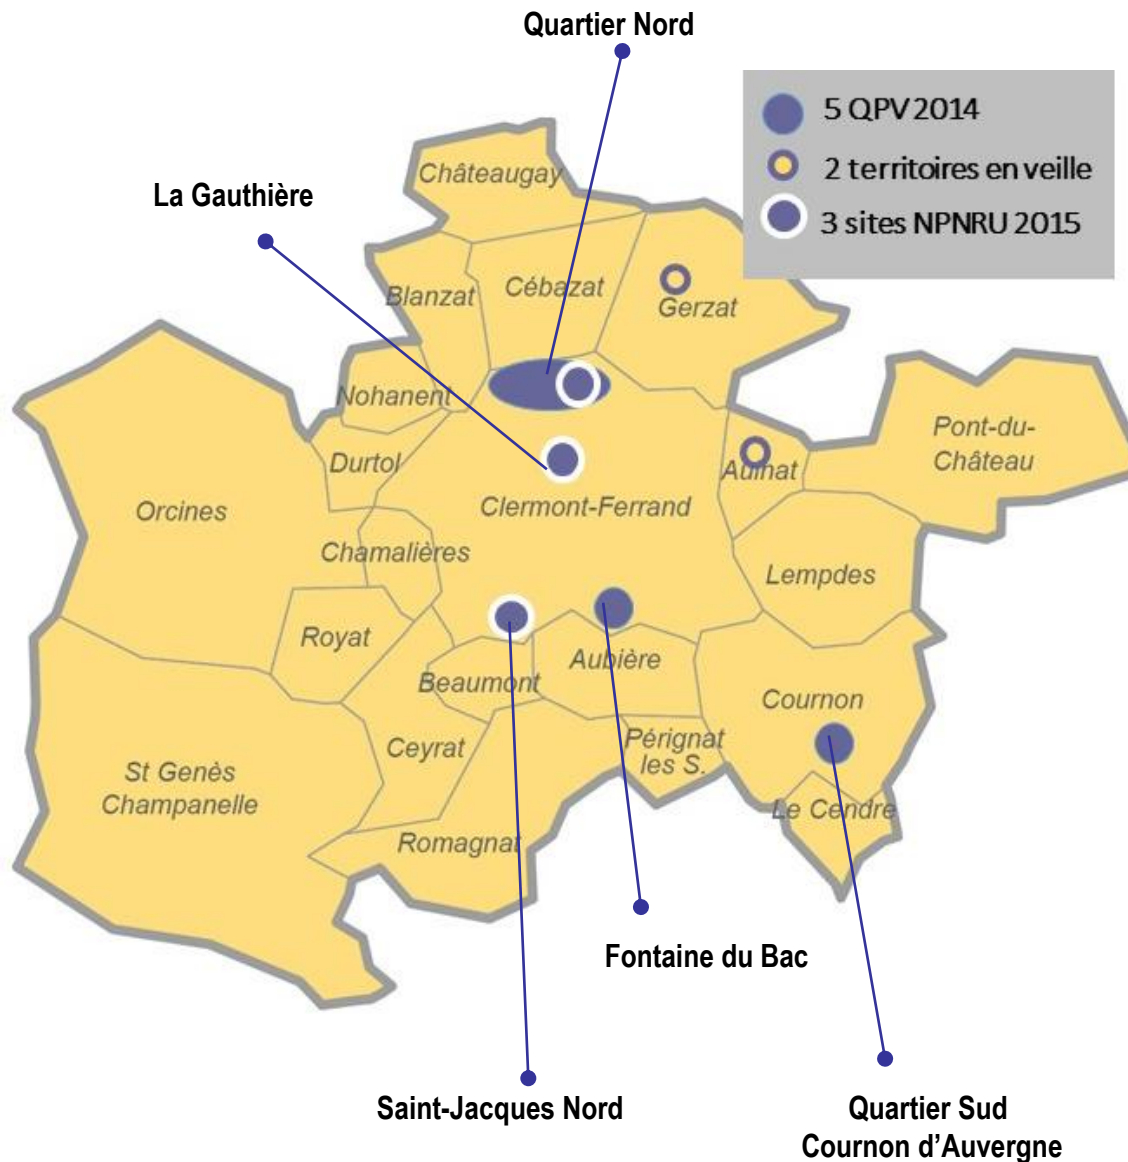 Quartier Nord
5 QPV 2014
2 territoires en veille
3 sites NPNRU 2015
La Gauthière
Châteaugay
Blanzat
Cébazat
Gerzat
Nohanent
Durtol
Aulnat
Pont-du-
Château
Orcines
Clermont-Ferrand
Chamalières
Lempdes
Royat
Beaumont
Aubière
Cournon
Ceyrat
Pérignat
les S.
St Genès
Champanelle
Le Cendre
Romagnat
Fontaine du Bac
Saint-Jacques Nord
Quartier Sud
Cournon d’Auvergne